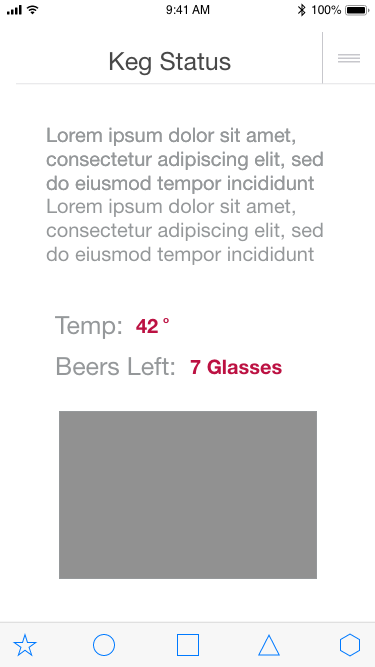 9:41 AM 100%
Keg Status
Lorem ipsum dolor sit amet,
consectetur adipiscing elit, sed
do eiusmod tempor incididunt
Lorem ipsum dolor sit amet,
consectetur adipiscing elit, sed
do eiusmod tempor incididunt
Temp: 42 °
Beers Left: 7 Glasses